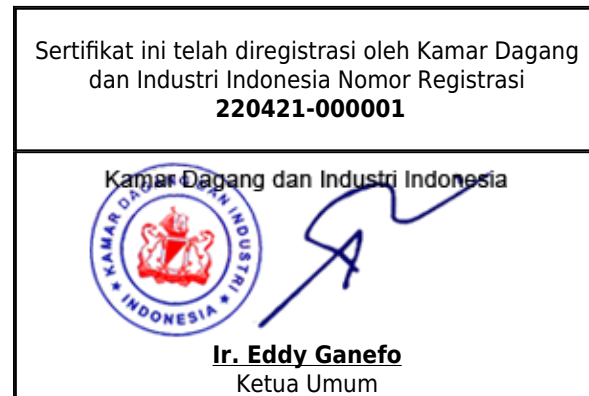 Sertifikat ini telah diregistrasi oleh Kamar Dagang
dan Industri Indonesia Nomor Registrasi
220421-000001
Kamar Dagang dan Industri Indonesia
KAMAR DAGANG DAN INDUSTRI
INDONESIA
Ir. Eddy Ganefo
Ketua Umum